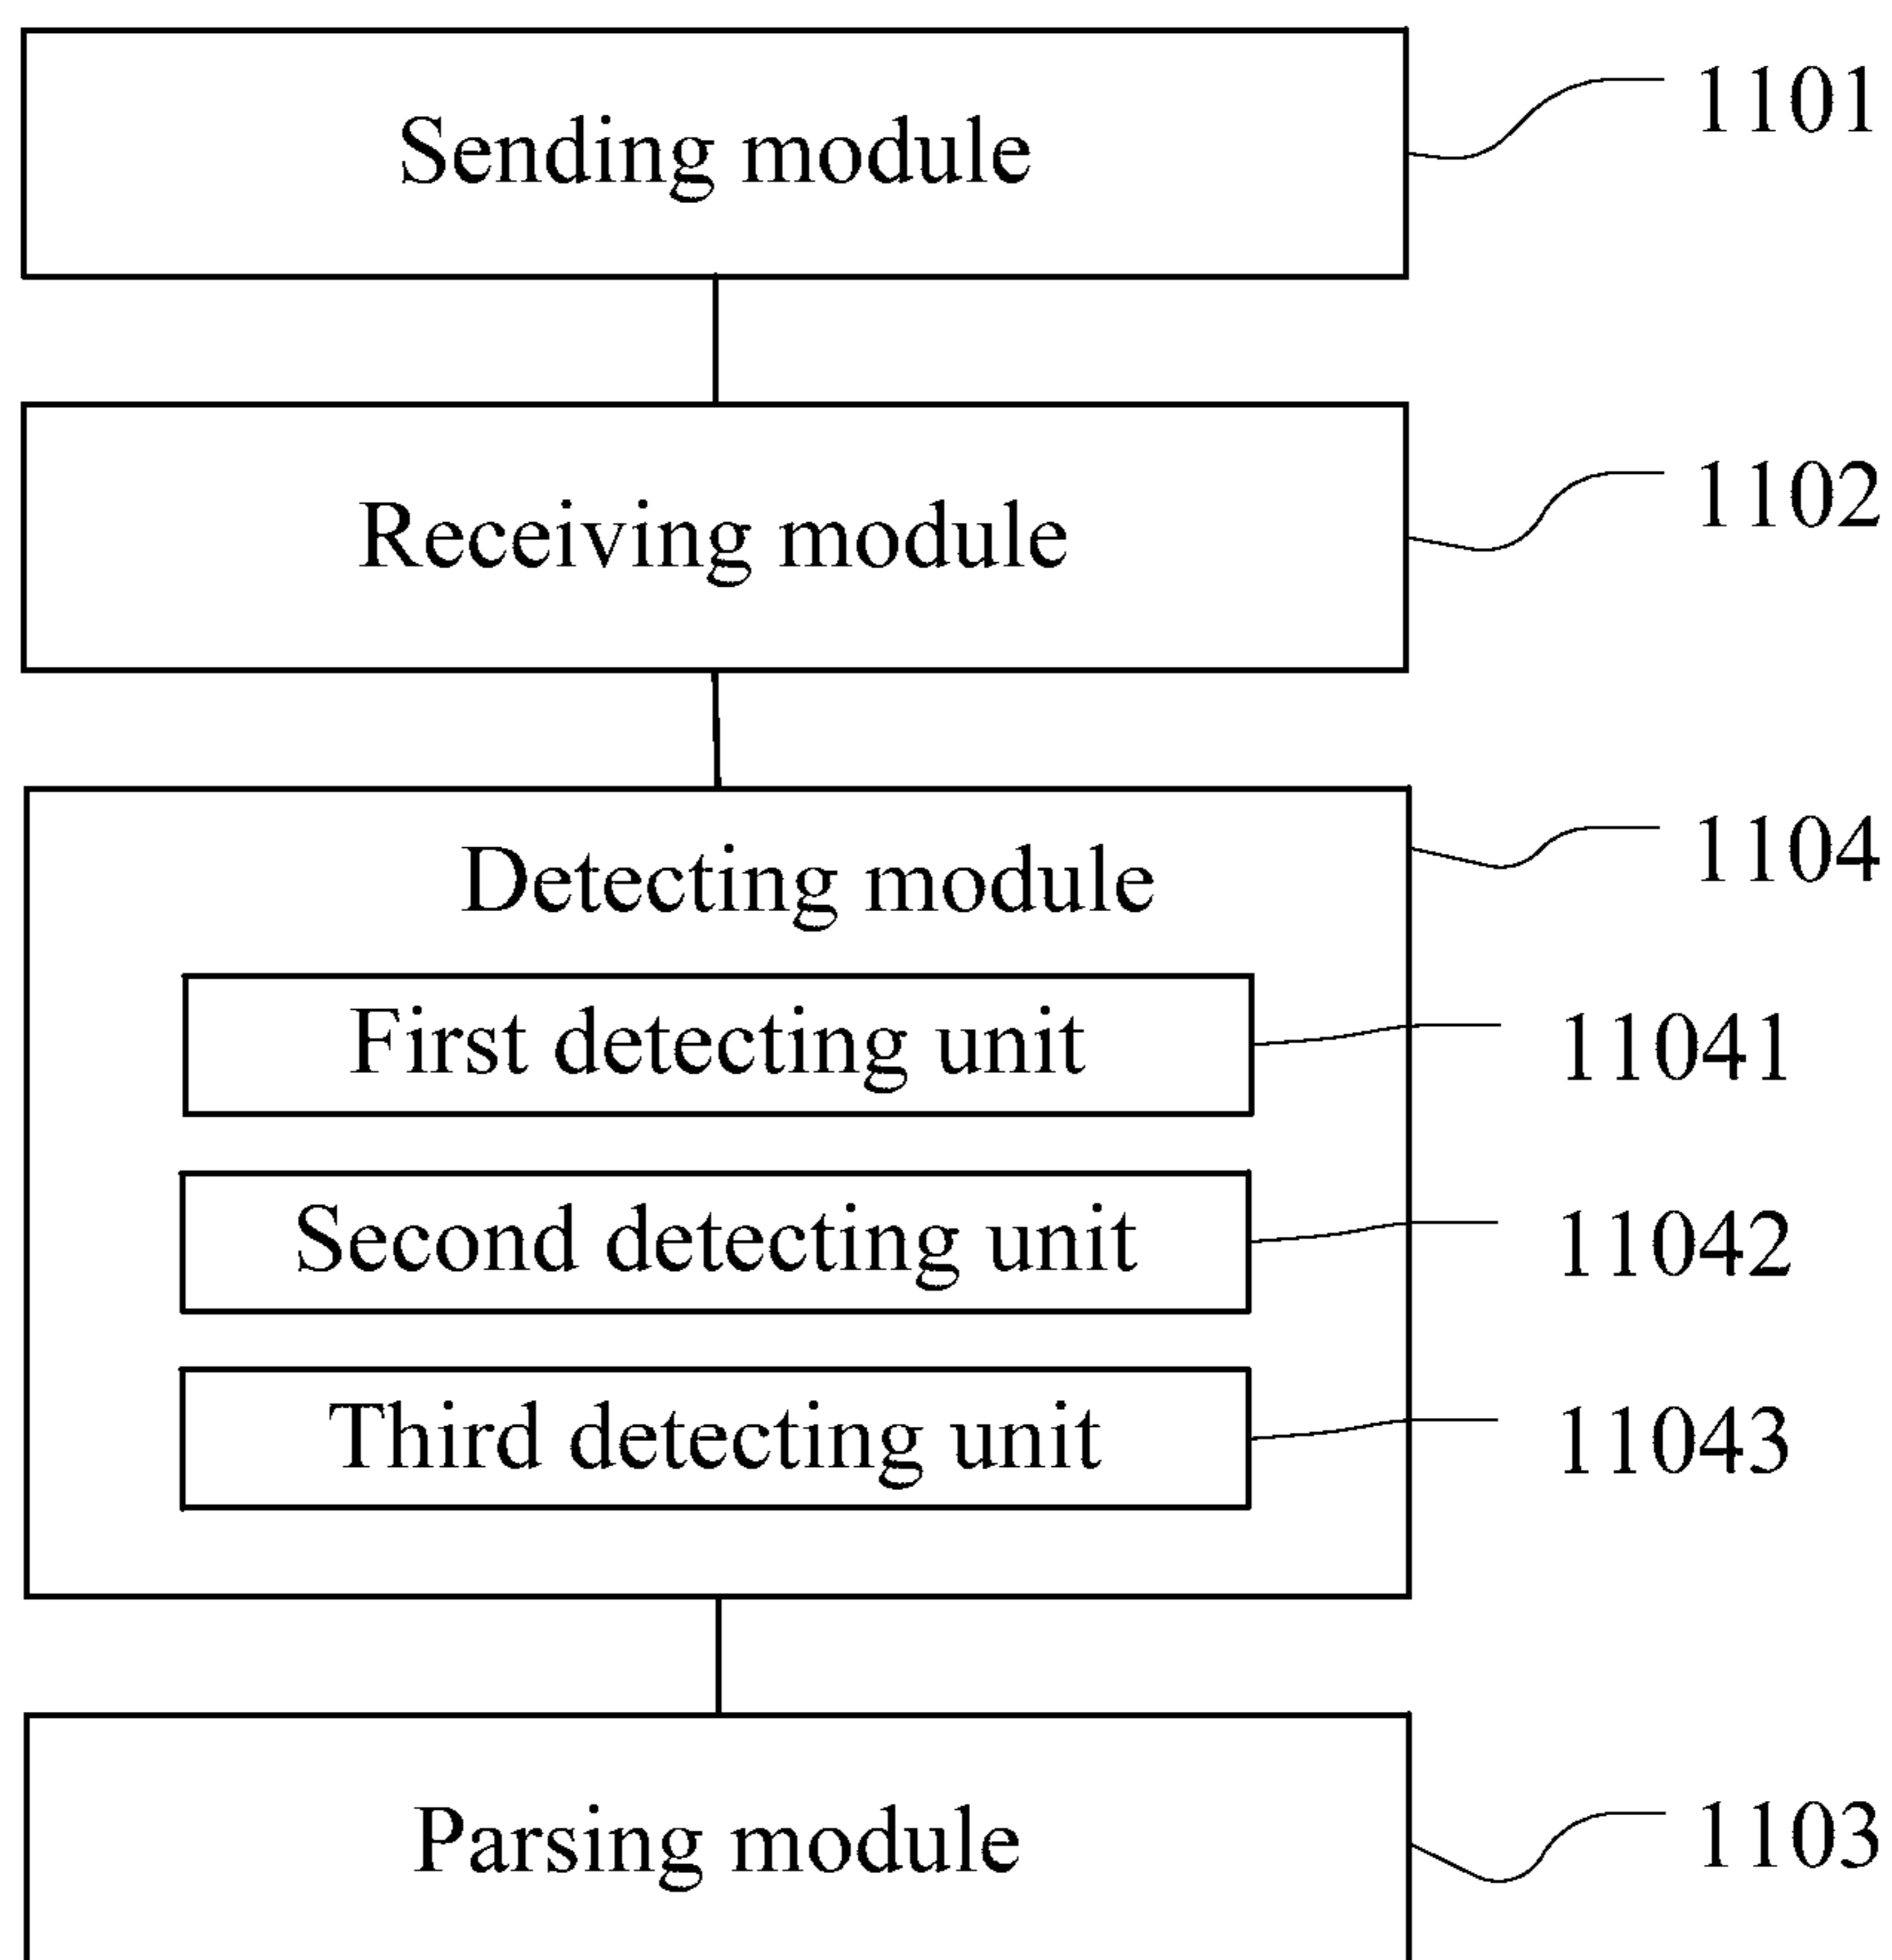 Sending module 1101
Receiving module 1102
Detecting module 1104
First detecting unit 11041
Second detecting unit 11042
Third detecting unit 11043
Parsing module 1103